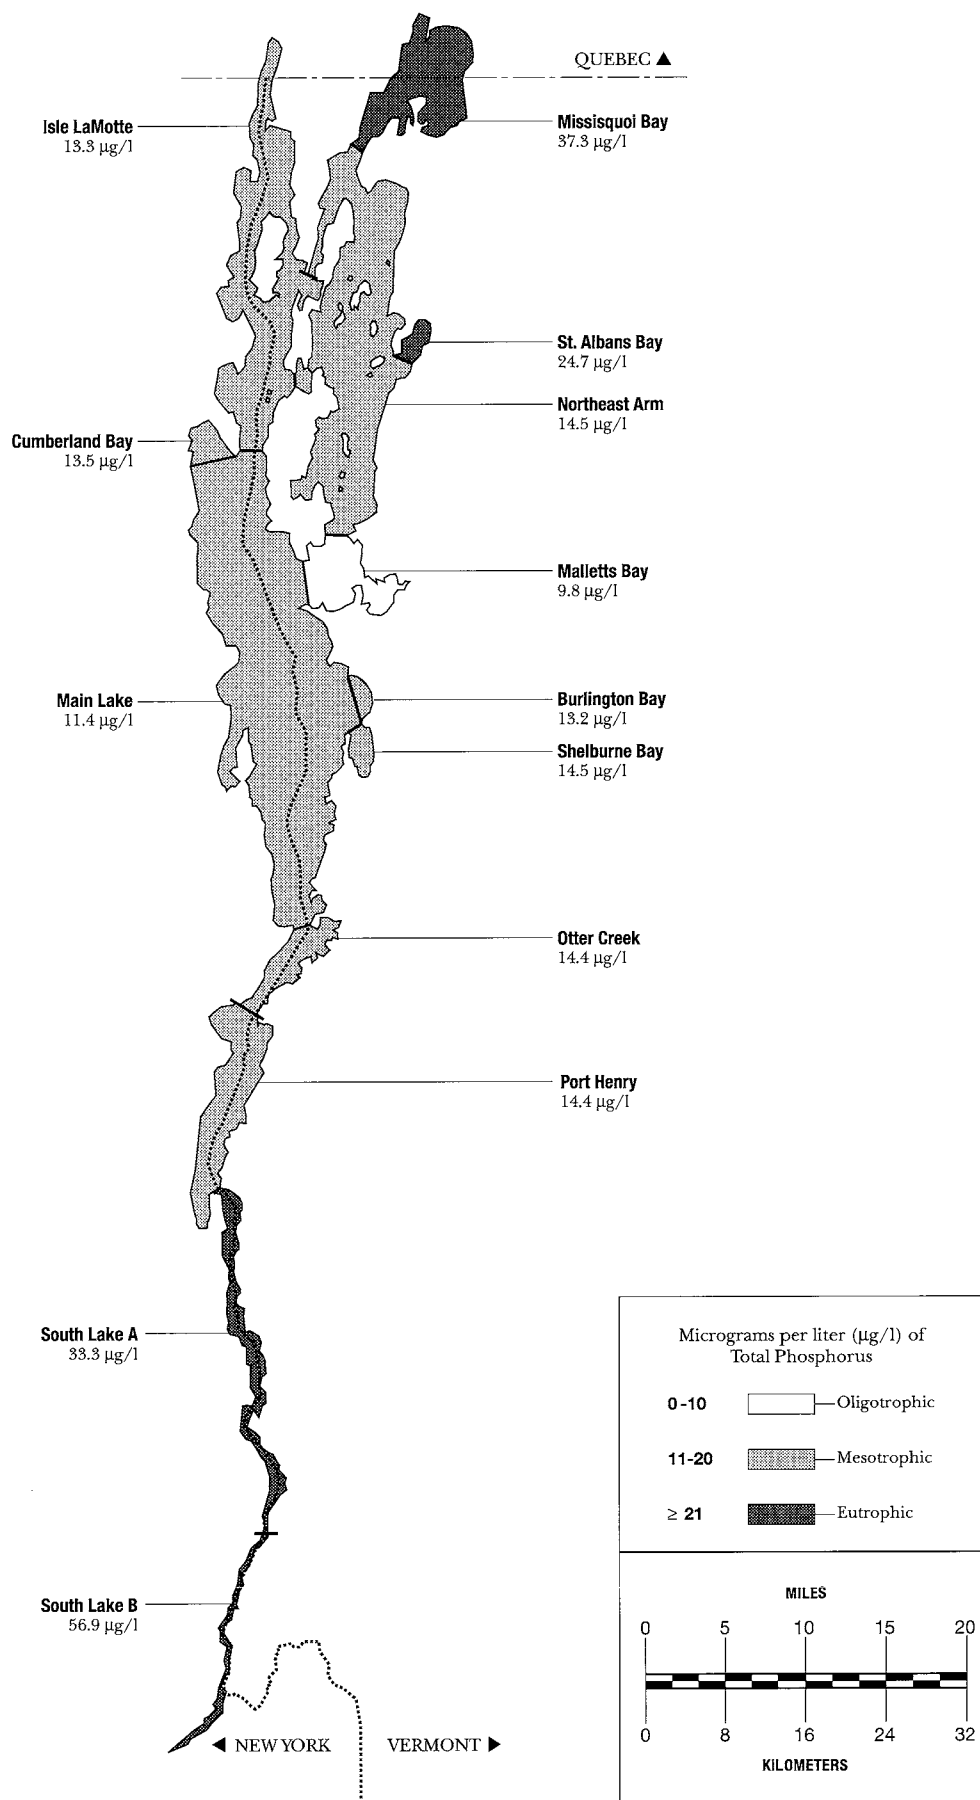 QUEBEC ▲
Isle LaMotte
13.3 µg/l
Missisquoi Bay
37.3 µg/l
St. Albans Bay
24.7 µg/l
Northeast Arm
14.5 µg/l
Cumberland Bay
13.5 µg/l
Malletts Bay
9.8 µg/l
Main Lake
11.4 µg/l
Burlington Bay
13.2 µg/l
Shelburne Bay
14.5 µg/l
Otter Creek
14.4 µg/l
Port Henry
14.4 µg/l
South Lake A
33.3 µg/l
South Lake B
56.9 µg/l
◀ NEW YORK VERMONT ▶
Micrograms per liter (µg/l) of
Total Phosphorus
0-10 Oligotrophic
11-20 Mesotrophic
≥ 21 Eutrophic
MILES
0 5 10 15 20
0 8 16 24 32
KILOMETERS